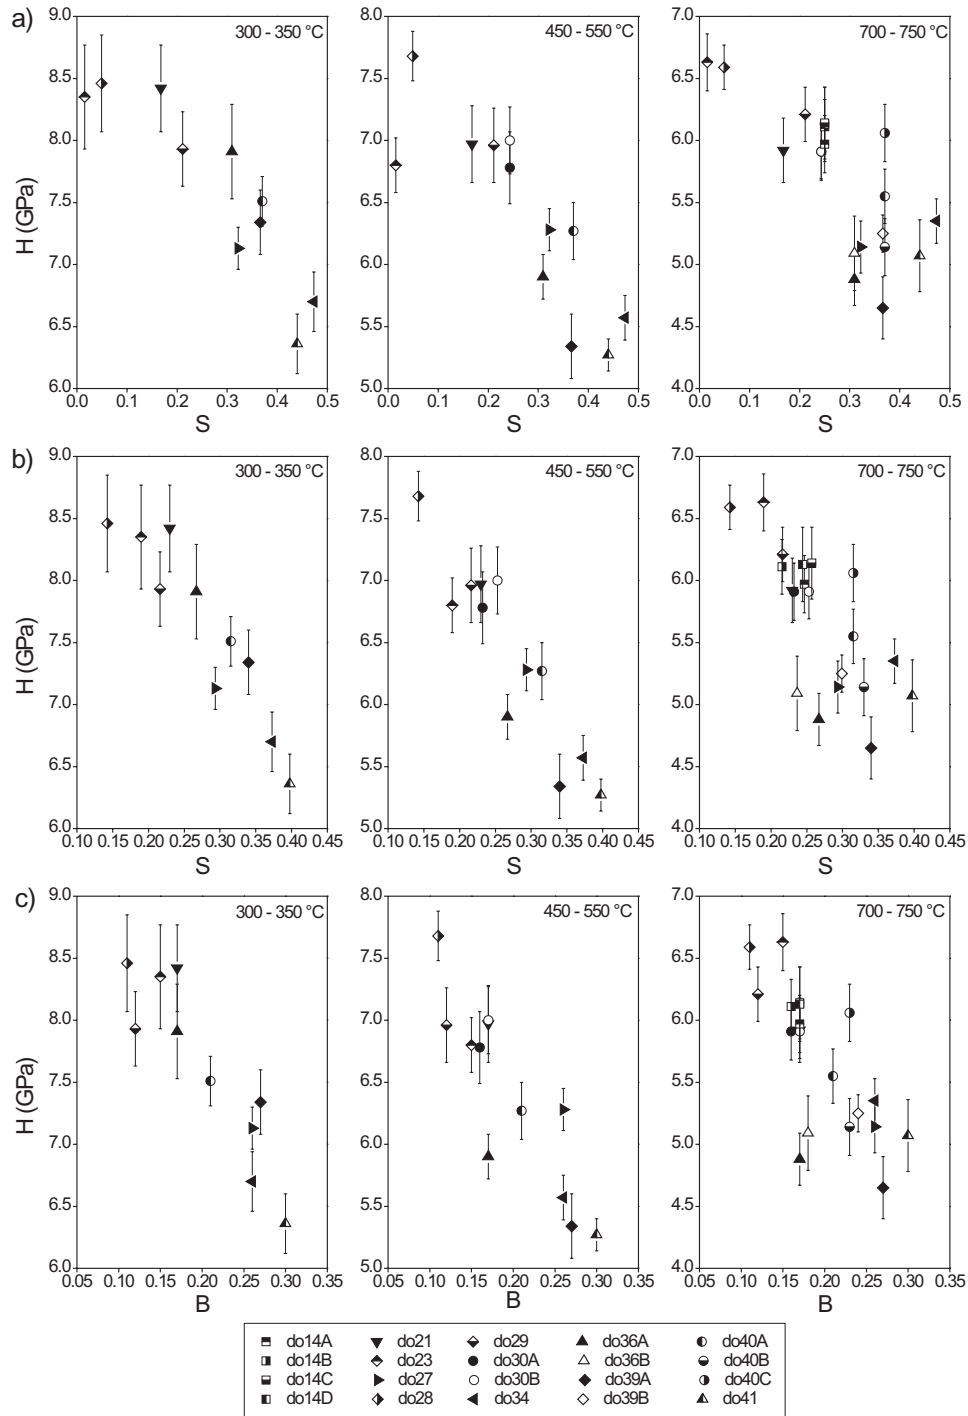 a)
9.0
8.5
8.0
7.5
7.0
6.5
6.0
H (GPa)
300 - 350 °C
0.0 0.1 0.2 0.3 0.4 0.5
S
8.0
7.5
7.0
6.5
6.0
5.5
5.0
450 - 550 °C
0.0 0.1 0.2 0.3 0.4 0.5
S
7.0
6.5
6.0
5.5
5.0
4.5
4.0
700 - 750 °C
0.0 0.1 0.2 0.3 0.4 0.5
S
b)
9.0
8.5
8.0
7.5
7.0
6.5
6.0
H (GPa)
300 - 350 °C
0.10 0.15 0.20 0.25 0.30 0.35 0.40 0.45
S
8.0
7.5
7.0
6.5
6.0
5.5
5.0
450 - 550 °C
0.10 0.15 0.20 0.25 0.30 0.35 0.40 0.45
S
7.0
6.5
6.0
5.5
5.0
4.5
4.0
700 - 750 °C
0.10 0.15 0.20 0.25 0.30 0.35 0.40 0.45
S
c)
9.0
8.5
8.0
7.5
7.0
6.5
6.0
H (GPa)
300 - 350 °C
0.05 0.10 0.15 0.20 0.25 0.30 0.35
B
8.0
7.5
7.0
6.5
6.0
5.5
5.0
450 - 550 °C
0.05 0.10 0.15 0.20 0.25 0.30 0.35
B
7.0
6.5
6.0
5.5
5.0
4.5
4.0
700 - 750 °C
0.05 0.10 0.15 0.20 0.25 0.30 0.35
B
do14A do21 do29 do36A do40A
do14B do23 do30A do36B do40B
do14C do27 do30B do39A do40C
do14D do28 do34 do39B do41